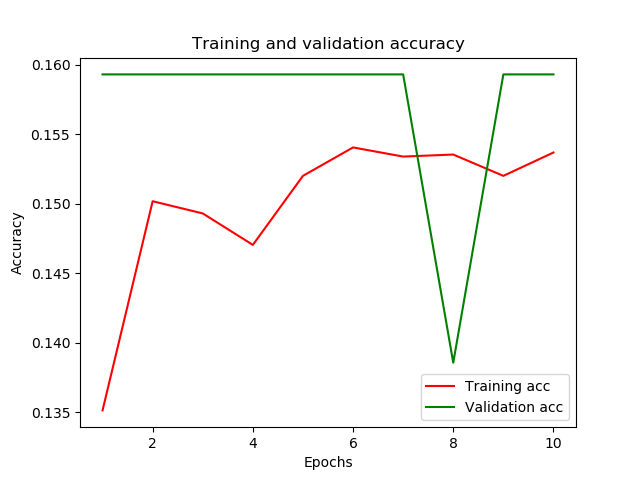 Training and validation accuracy
0.160
0.155
0.150
0.145
0.140
0.135
Accuracy
2
4
6
8
10
Epochs
Training acc
Validation acc